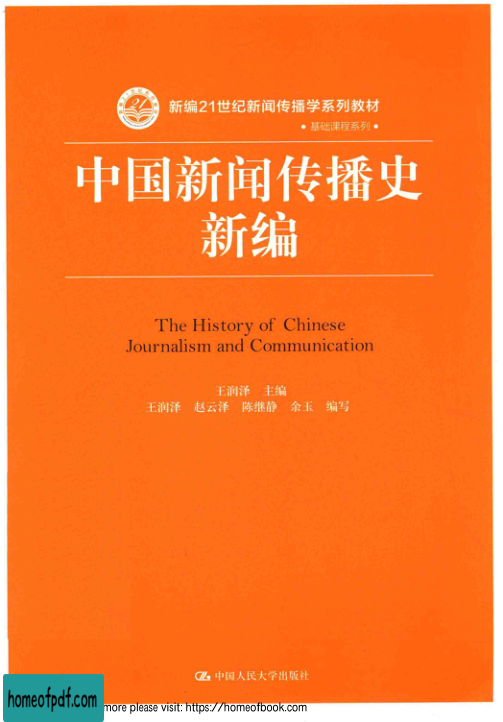 新编21世纪新闻传播学系列教材
• 基础课程系列 •
中国新闻传播史
新编
The History of Chinese
Journalism and Communication
王润泽 主编
王润泽 赵云泽 陈继静 余玉 编写
中国人民大学出版社
homeofpdf.com
more please visit: https://homeofbook.com